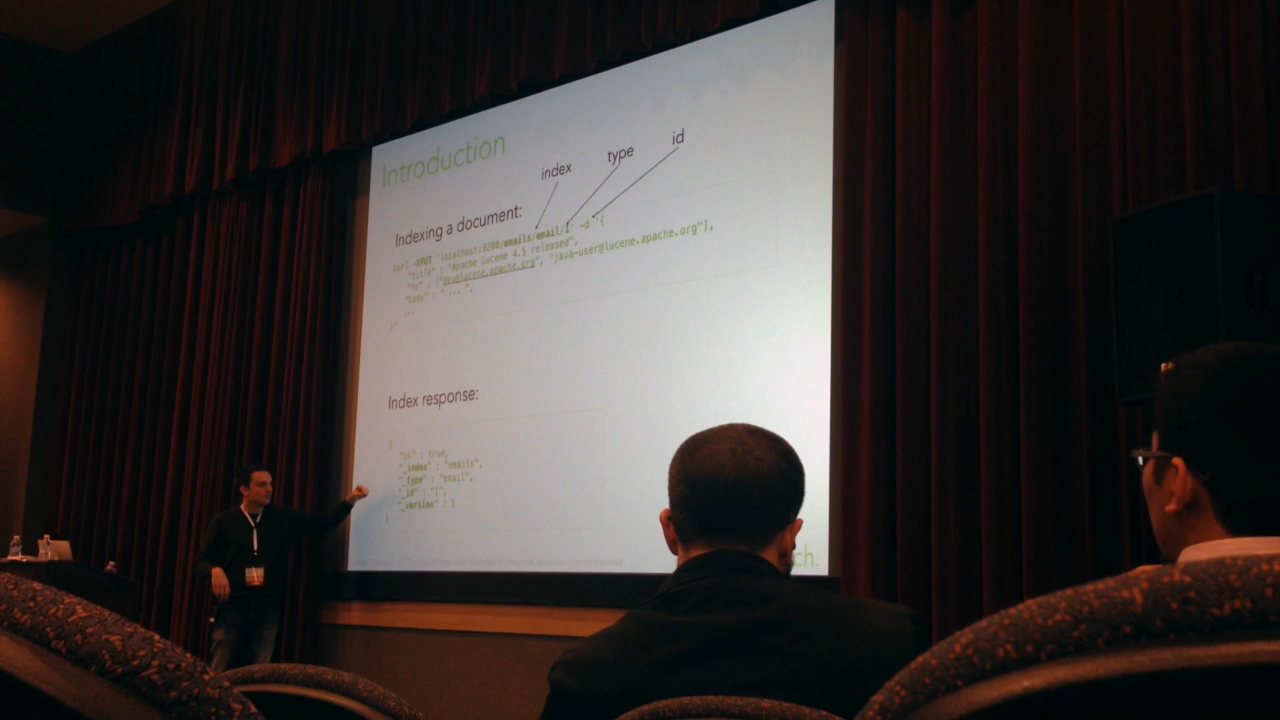 Introduction
index type id
Indexing a document:
curl -XPUT 'localhost:9200/emails/email/1' -d '{
"title" : "Apache Lucene 4.5 released",
"to" : ["dev@lucene.apache.org", "java-user@lucene.apache.org"],
"body" : " ... ",
...
}'
Index response:
{
"ok" : true,
"_index" : "emails",
"_type" : "email",
"_id" : "1",
"_version" : 1
}
ch.